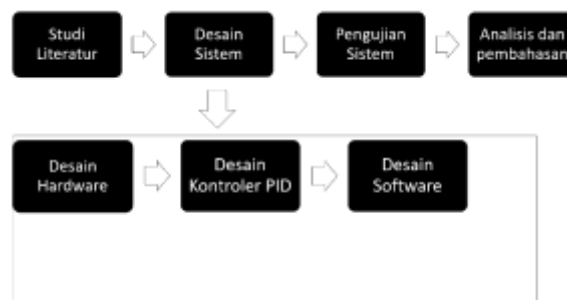 Studi
Literatur
Desain
Sistem
Pengujian
Sistem
Analisis dan
pembahasan
Desain
Hardware
Desain
Kontroler PID
Desain
Software